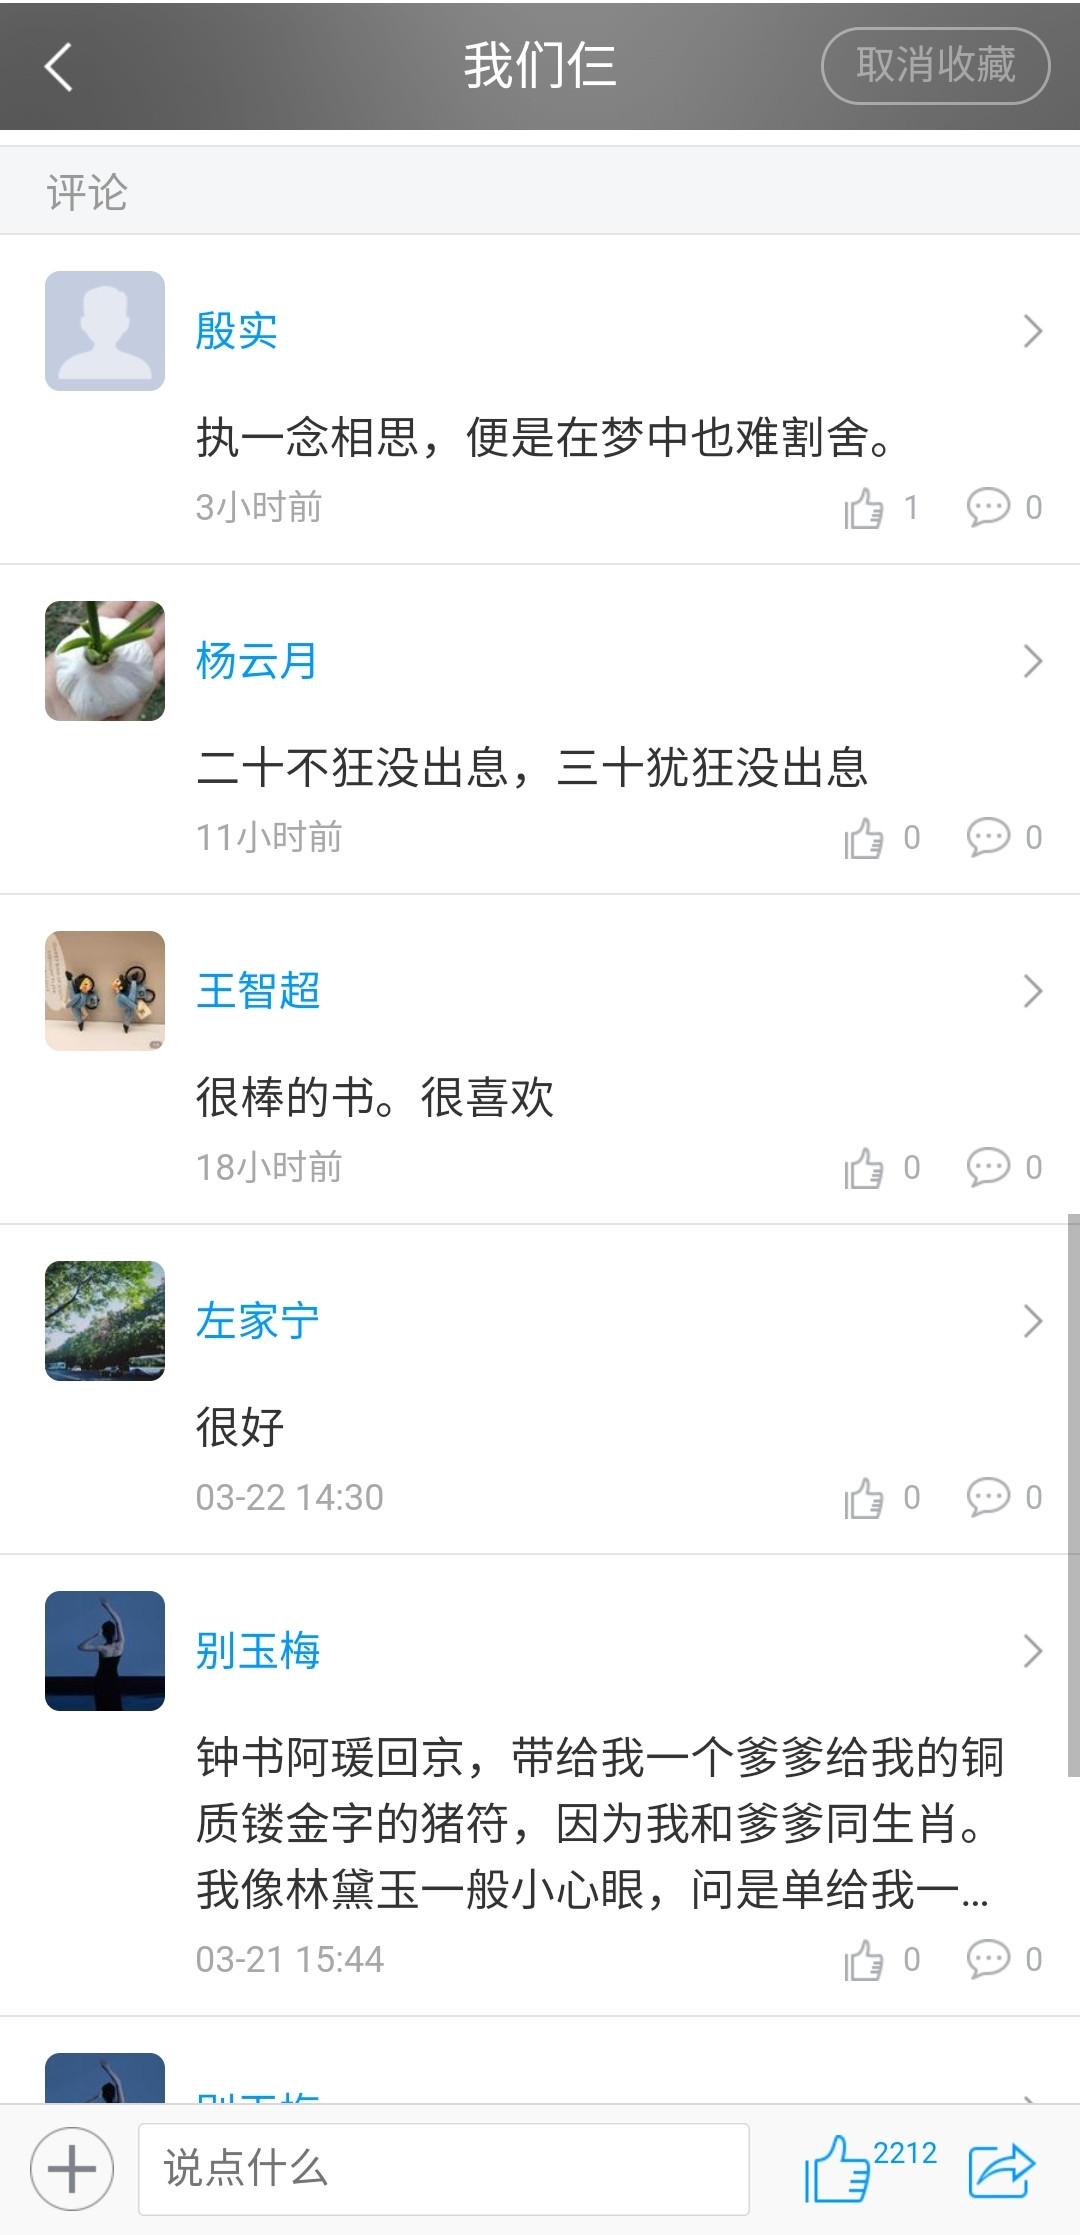 我们仨
取消收藏
评论
殷实
执一念相思，便是在梦中也难割舍。
3小时前
1
0
杨云月
二十不狂没出息，三十犹狂没出息
11小时前
0
0
王智超
很棒的书。很喜欢
18小时前
0
0
左家宁
很好
03-22 14:30
0
0
别玉梅
钟书阿瑗回京，带给我一个爹爹给我的铜
质镂金字的猪符，因为我和爹爹同生肖。
我像林黛玉一般小心眼，问是单给我一...
03-21 15:44
0
0
说点什么
2212